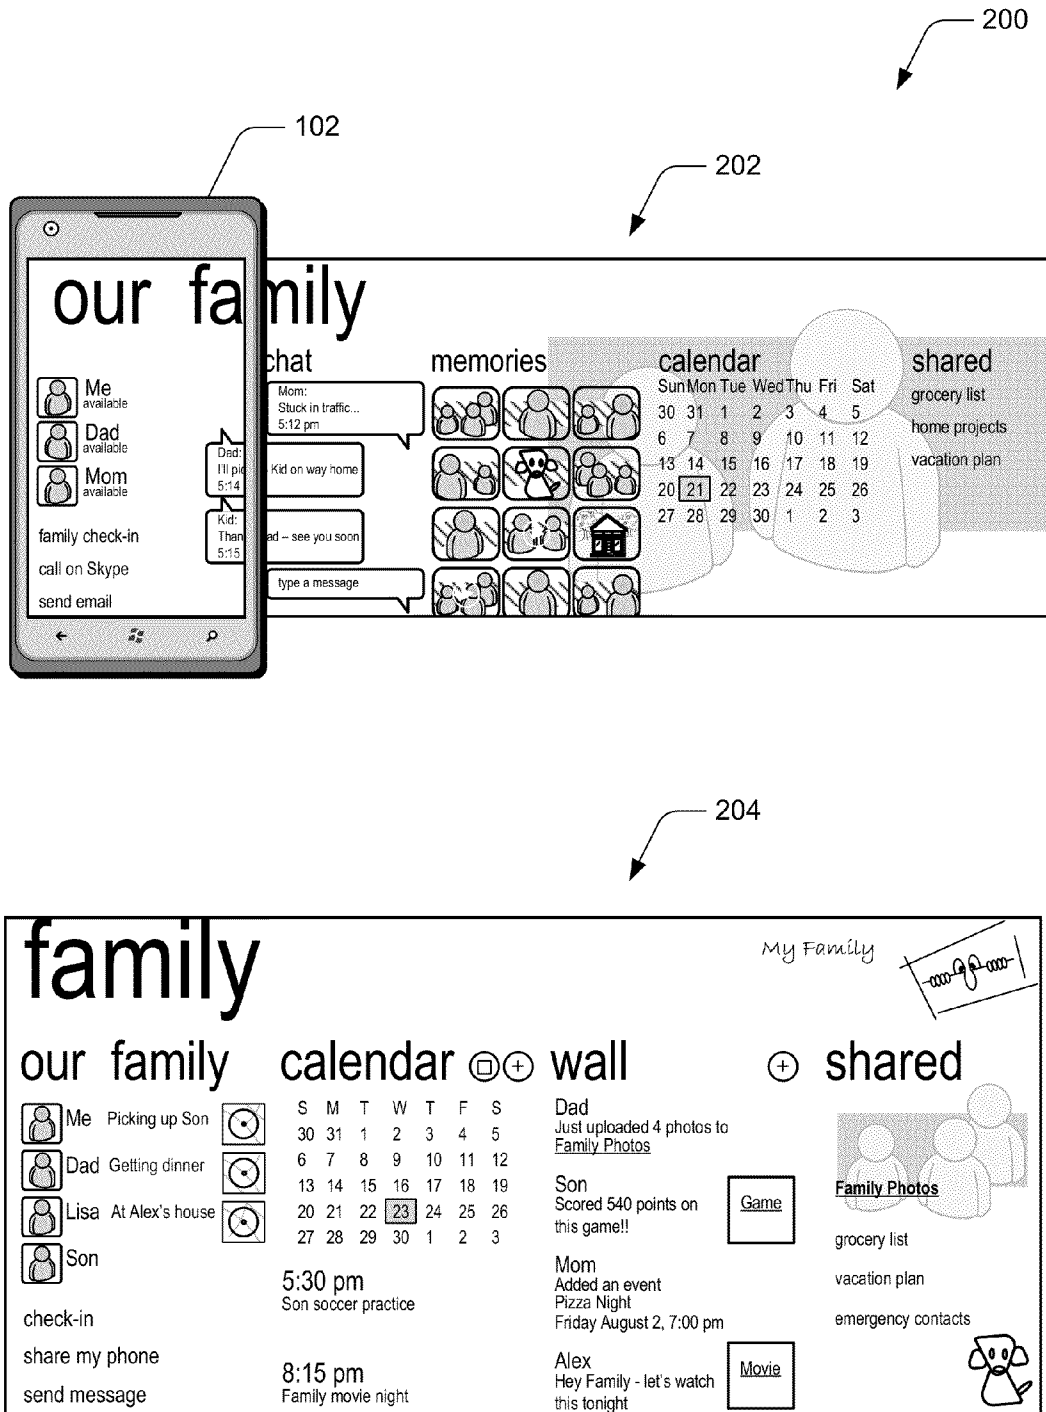 200
102
202
our family
chat
memories
calendar
shared
Me
available
Dad
available
Mom
available
family check-in
call on Skype
send email
Mom:
Stuck in traffic...
5:12 pm
Dad:
I'll pic Kid on way home
5:14
Kid:
Than ad – see you soon
5:15
type a message
Sun Mon Tue Wed Thu Fri Sat
30 31 1 2 3 4 5
6 7 8 9 10 11 12
13 14 15 16 17 18 19
20 21 22 23 24 25 26
27 28 29 30 1 2 3
grocery list
home projects
vacation plan
204
family
My Family
our family
calendar
wall
shared
Me Picking up Son
Dad Getting dinner
Lisa At Alex's house
Son
check-in
share my phone
send message
S M T W T F S
30 31 1 2 3 4 5
6 7 8 9 10 11 12
13 14 15 16 17 18 19
20 21 22 23 24 25 26
27 28 29 30 1 2 3
5:30 pm
Son soccer practice
8:15 pm
Family movie night
Dad
Just uploaded 4 photos to
Family Photos
Son
Scored 540 points on
this game!!
Game
Mom
Added an event
Pizza Night
Friday August 2, 7:00 pm
Alex
Hey Family - let's watch
this tonight
Movie
Family Photos
grocery list
vacation plan
emergency contacts